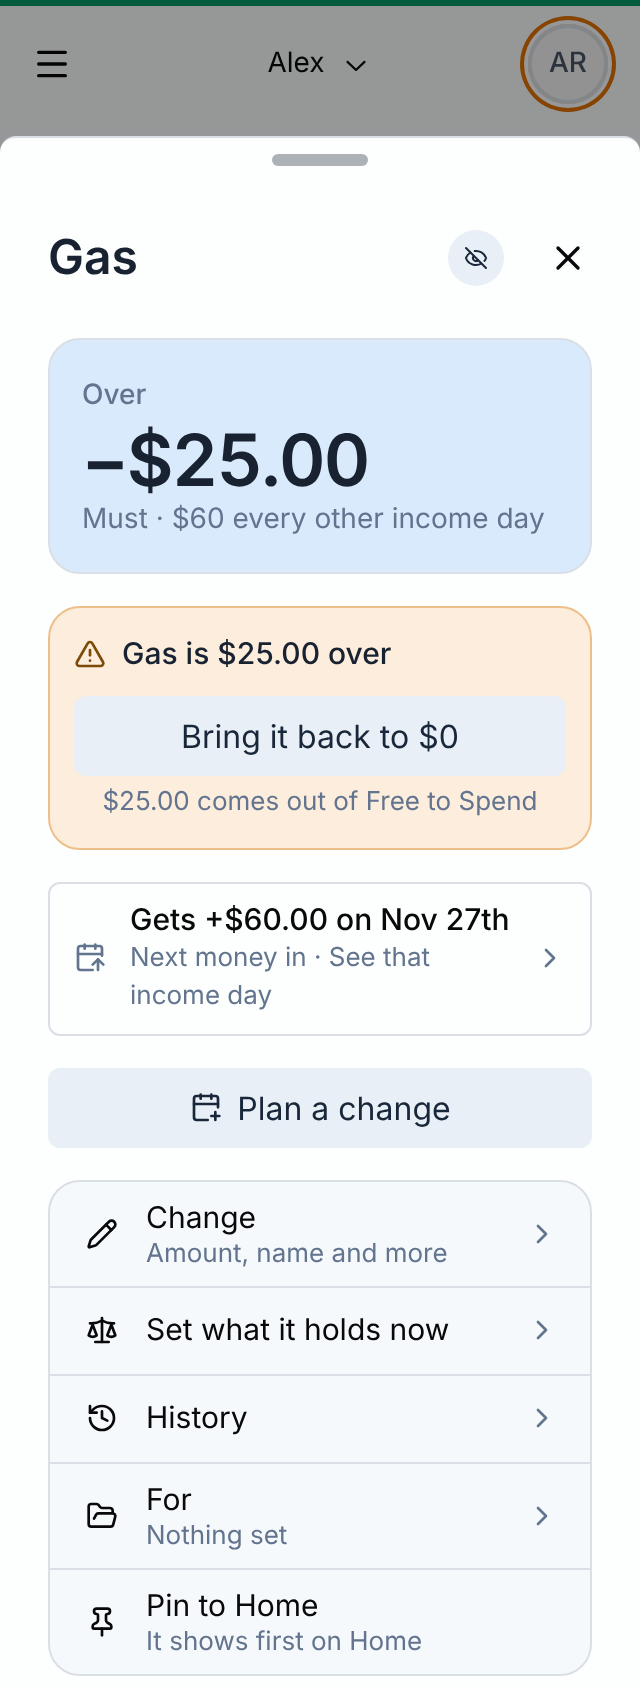 Alex
AR
Gas
Over
−$25.00
Must · $60 every other income day
Gas is $25.00 over
Bring it back to $0
$25.00 comes out of Free to Spend
Gets +$60.00 on Nov 27th
Next money in · See that
income day
Plan a change
Change
Amount, name and more
Set what it holds now
History
For
Nothing set
Pin to Home
It shows first on Home